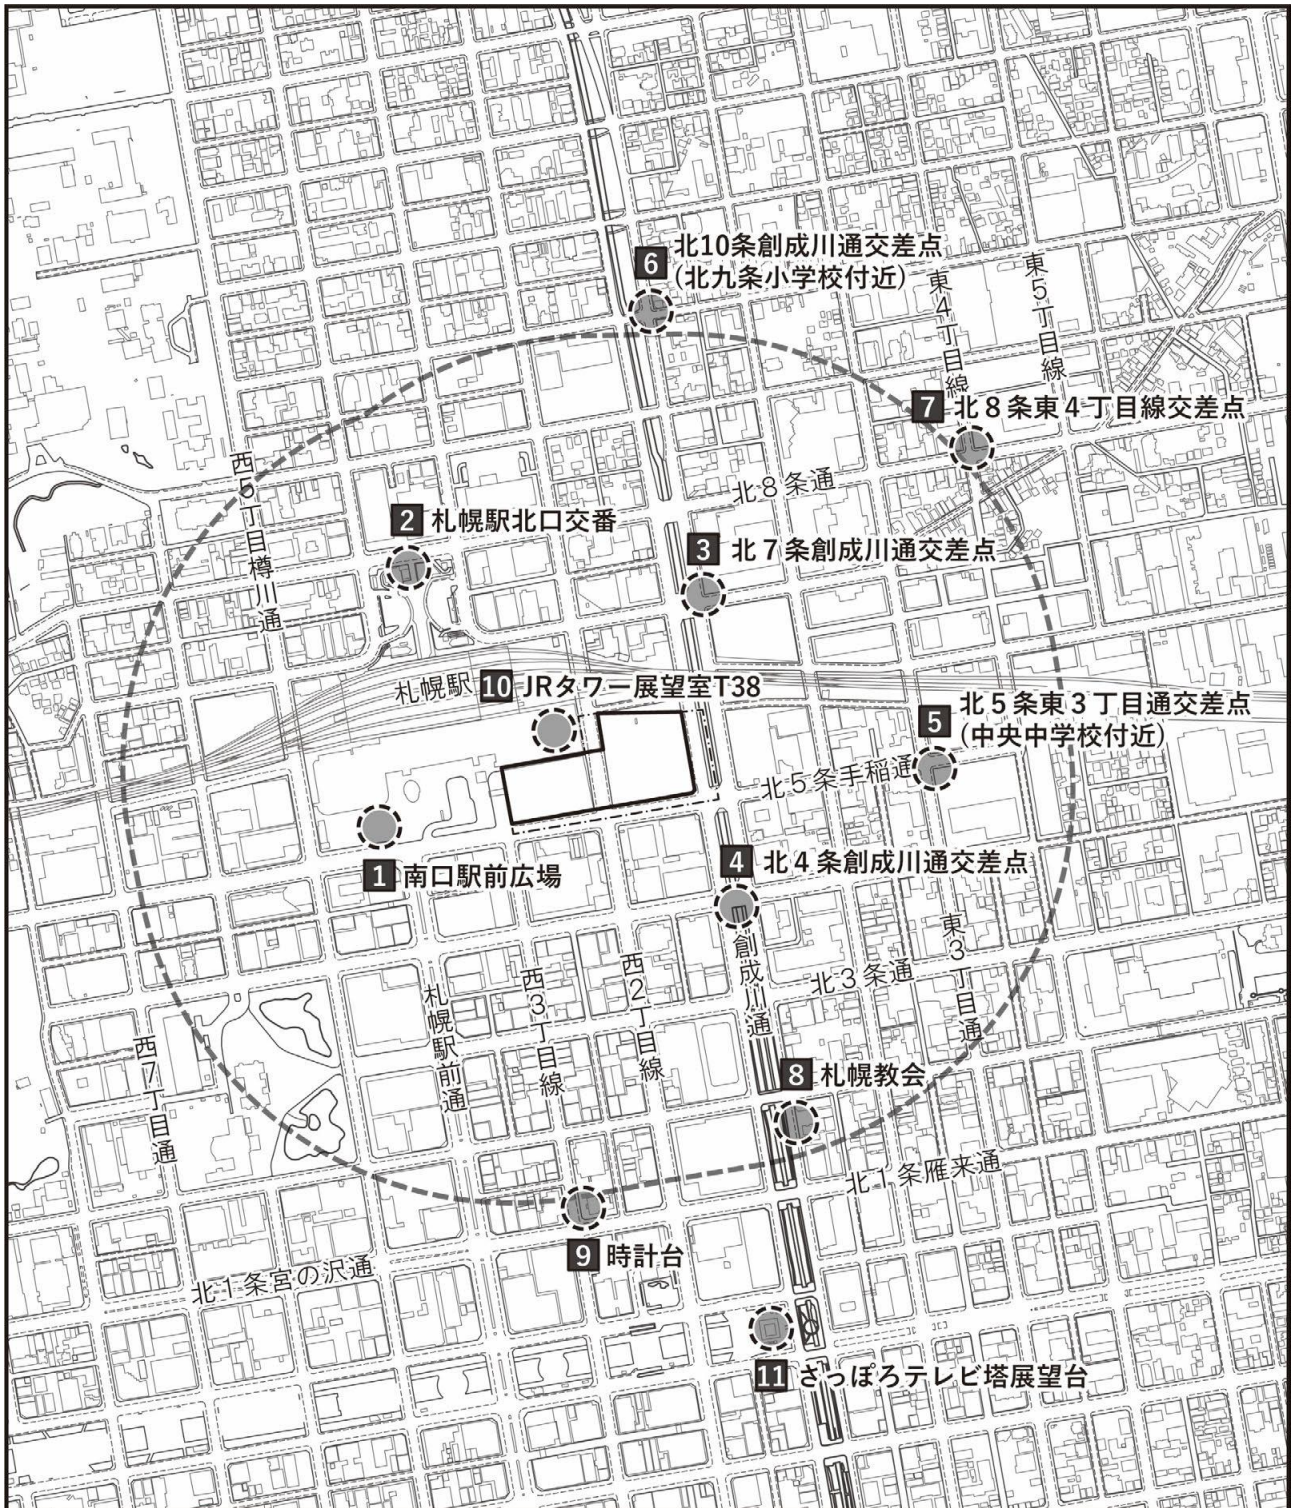 6 北10条創成川通交差点
(北九条小学校付近)
東4丁目線
東5丁目線
7 北8条東4丁目線交差点
西5丁目樽川通
北8条通
2 札幌駅北口交番
3 北7条創成川通交差点
札幌駅
10 JRタワー展望室T38
5 北5条東3丁目通交差点
(中央中学校付近)
北5条手稲通
1 南口駅前広場
4 北4条創成川通交差点
創成川通
北3条通
東3丁目通
西2丁目線
西3丁目線
札幌駅前通
西7丁目通
8 札幌教会
北1条雁来通
9 時計台
北1条宮の沢通
11 さっぽろテレビ塔展望台